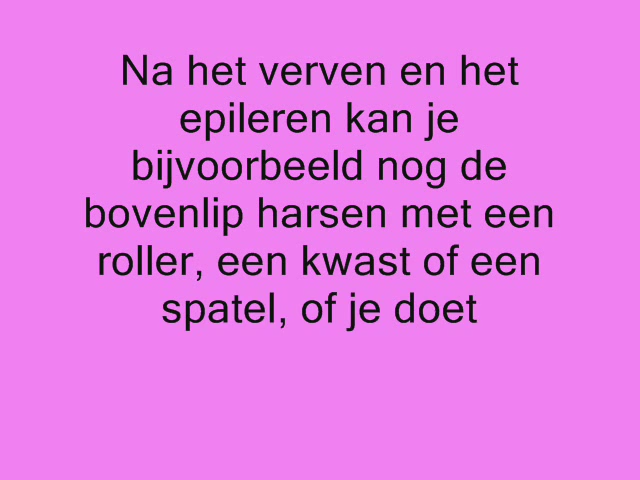 Na het verven en het
epileren kan je
bijvoorbeeld nog de
bovenlip harsen met een
roller, een kwast of een
spatel, of je doet